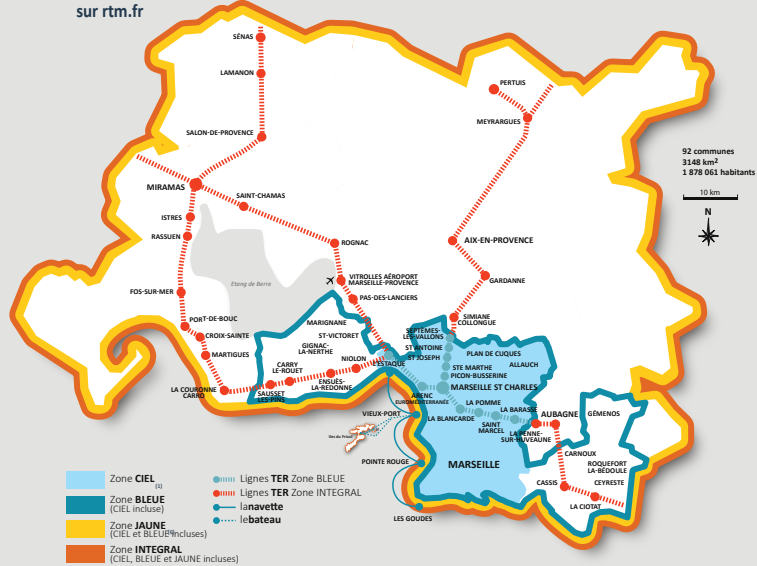 sur rtm.fr
SÉNAS
LAMANON
SALON-DE-PROVENCE
PERTUIS
MEYRARGUES
92 communes
3148 km²
1 878 061 habitants
10 km
N
MIRAMAS
SAINT-CHAMAS
ISTRES
RASSUEN
ROGNAC
AIX-EN-PROVENCE
Etang de Berre
VITROLLES AÉROPORT
MARSEILLE-PROVENCE
GARDANNE
FOS-SUR-MER
PAS-DES-LANCIERS
PORT-DE-BOUC
CROIX-SAINTE
MARTIGUES
MARIGNANE
ST-VICTORET
GIGNAC-
LA-NERTHE
SIMIANE
COLLONGUE
SEPTEMES-
LES-VALLONS
ST ANTOINE
ST JOSEPH
PLAN DE CUQUES
ALLAUCH
NIOLON
L'ESTAQUE
CARRY
LE-ROUET
STE MARTHE
PICON-BUSSERINE
LA COURONNE
CARRO
SAUSSET
LES PINS
ENSUÈS-
LA-REDONNE
MARSEILLE ST CHARLES
ARENC
EUROMÉDITERRANÉE
VIEUX-PORT
LA BLANCARDE
LA POMME
SAINT
MARCEL
LA BARASSE
AUBAGNE
GÉMENOS
LA PENNE-
SUR-HUVEAUNE
Iles du Frioul
POINTE ROUGE
MARSEILLE
CARNOUX
ROQUEFORT
LA-BÉDOULE
CASSIS
CEYRESTE
LA CIOTAT
LES GOUDES
Zone CIEL
(1)
Zone BLEUE
(CIEL incluse)
Zone JAUNE
(CIEL et BLEUE incluses)
Zone INTEGRAL
(CIEL, BLEUE et JAUNE incluses)
Lignes TER Zone BLEUE
Lignes TER Zone INTEGRAL
lanavette
lebateau